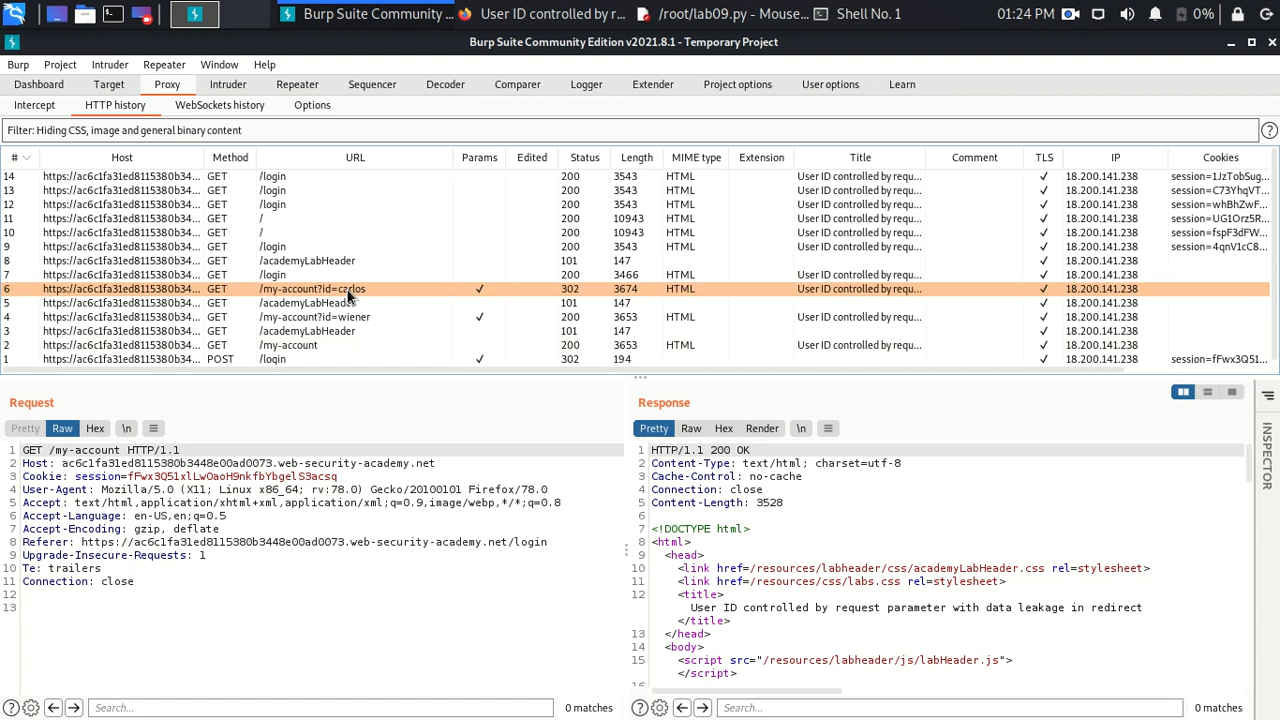 Burp Suite Community ... User ID controlled by r... /root/lab09.py - Mouse... Shell No. 1 01:24 PM 0%
Burp Suite Community Edition v2021.8.1 - Temporary Project
Burp Project Intruder Repeater Window Help
Dashboard Target Proxy Intruder Repeater Sequencer Decoder Comparer Logger Extender Project options User options Learn
Intercept HTTP history WebSockets history Options
Filter: Hiding CSS, image and general binary content
# Host Method URL Params Edited Status Length MIME type Extension Title Comment TLS IP Cookies
14 https://ac6c1fa31ed8115380b34... GET /login 200 3543 HTML User ID controlled by requ... ✓ 18.200.141.238 session=1JzTobSug...
13 https://ac6c1fa31ed8115380b34... GET /login 200 3543 HTML User ID controlled by requ... ✓ 18.200.141.238 session=C73YhqVT...
12 https://ac6c1fa31ed8115380b34... GET /login 200 3543 HTML User ID controlled by requ... ✓ 18.200.141.238 session=whBhZwF...
11 https://ac6c1fa31ed8115380b34... GET / 200 10943 HTML User ID controlled by requ... ✓ 18.200.141.238 session=UG1Orz5R...
10 https://ac6c1fa31ed8115380b34... GET / 200 10943 HTML User ID controlled by requ... ✓ 18.200.141.238 session=fspF3dFW...
9 https://ac6c1fa31ed8115380b34... GET /login 200 3543 HTML User ID controlled by requ... ✓ 18.200.141.238 session=4qnV1cC8...
8 https://ac6c1fa31ed8115380b34... GET /academyLabHeader 101 147 ✓ 18.200.141.238
7 https://ac6c1fa31ed8115380b34... GET /login 200 3466 HTML User ID controlled by requ... ✓ 18.200.141.238
6 https://ac6c1fa31ed8115380b34... GET /my-account?id=carlos ✓ 302 3674 HTML User ID controlled by requ... ✓ 18.200.141.238
5 https://ac6c1fa31ed8115380b34... GET /academyLabHeader 101 147 ✓ 18.200.141.238
4 https://ac6c1fa31ed8115380b34... GET /my-account?id=wiener ✓ 200 3653 HTML User ID controlled by requ... ✓ 18.200.141.238
3 https://ac6c1fa31ed8115380b34... GET /academyLabHeader 101 147 ✓ 18.200.141.238
2 https://ac6c1fa31ed8115380b34... GET /my-account 200 3653 HTML User ID controlled by requ... ✓ 18.200.141.238
1 https://ac6c1fa31ed8115380b34... POST /login ✓ 302 194 ✓ 18.200.141.238 session=fFwx3Q51...
Request
Pretty Raw Hex \n
1 GET /my-account HTTP/1.1
2 Host: ac6c1fa31ed8115380b3448e00ad0073.web-security-academy.net
3 Cookie: session=fFwx3Q51xlLwOaoH9nkfbYbgelS3acsq
4 User-Agent: Mozilla/5.0 (X11; Linux x86_64; rv:78.0) Gecko/20100101 Firefox/78.0
5 Accept: text/html,application/xhtml+xml,application/xml;q=0.9,image/webp,*/*;q=0.8
6 Accept-Language: en-US,en;q=0.5
7 Accept-Encoding: gzip, deflate
8 Referer: https://ac6c1fa31ed8115380b3448e00ad0073.web-security-academy.net/login
9 Upgrade-Insecure-Requests: 1
10 Te: trailers
11 Connection: close
12
13
Search... 0 matches
Response
Pretty Raw Hex Render \n
1 HTTP/1.1 200 OK
2 Content-Type: text/html; charset=utf-8
3 Cache-Control: no-cache
4 Connection: close
5 Content-Length: 3528
6
7 <!DOCTYPE html>
8 <html>
9 <head>
10 <link href=/resources/labheader/css/academyLabHeader.css rel=stylesheet>
11 <link href=/resources/css/labs.css rel=stylesheet>
12 <title>
User ID controlled by request parameter with data leakage in redirect
</title>
13 </head>
14 <body>
15 <script src="/resources/labheader/js/labHeader.js">
</script>
Search... 0 matches
INSPECTOR